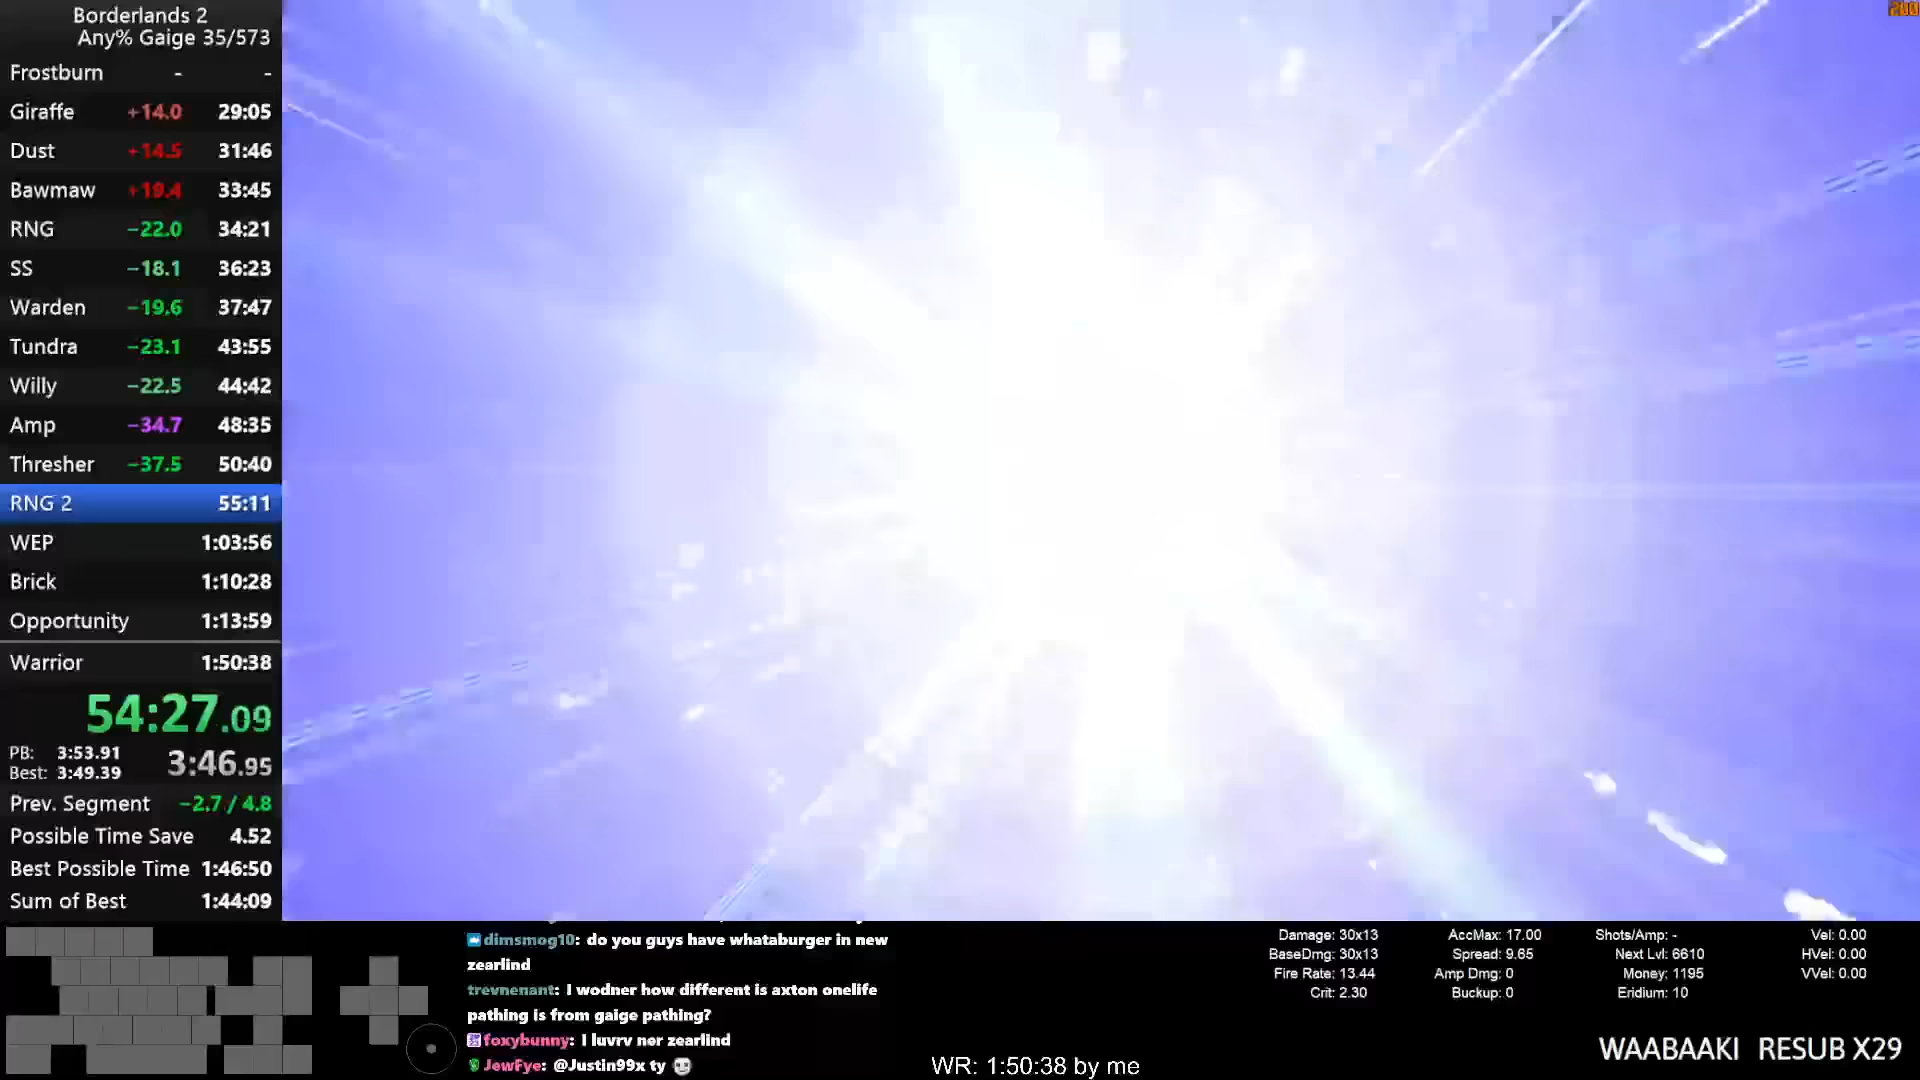 Borderlands 2
Any% Gaige 35/573
Frostburn - -
Giraffe +14.0 29:05
Dust +14.5 31:46
Bawmaw +19.4 33:45
RNG −22.0 34:21
SS −18.1 36:23
Warden −19.6 37:47
Tundra −23.1 43:55
Willy −22.5 44:42
Amp −34.7 48:35
Thresher −37.5 50:40
RNG 2 55:11
WEP 1:03:56
Brick 1:10:28
Opportunity 1:13:59
Warrior 1:50:38
54:27.09
PB: 3:53.91
Best: 3:49.39
3:46.95
Prev. Segment −2.7 / 4.8
Possible Time Save 4.52
Best Possible Time 1:46:50
Sum of Best 1:44:09
200
dimsmog10: do you guys have whataburger in new
zearlind
trevnenant: I wodner how different is axton onelife
pathing is from gaige pathing?
foxybunny: I luvrv ner zearlind
JewFye: @Justin99x ty
WR: 1:50:38 by me
Damage: 30x13 AccMax: 17.00 Shots/Amp: - Vel: 0.00
BaseDmg: 30x13 Spread: 9.65 Next Lvl: 6610 HVel: 0.00
Fire Rate: 13.44 Amp Dmg: 0 Money: 1195 VVel: 0.00
Crit: 2.30 Buckup: 0 Eridium: 10
WAABAAKI RESUB X29